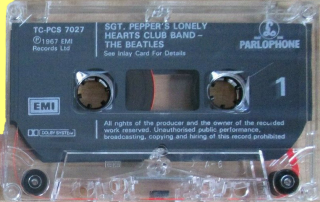 TC-PCS 7027
℗1967 EMI
Records Ltd
SGT. PEPPER'S LONELY
HEARTS CLUB BAND –
THE BEATLES
See Inlay Card For Details
PARLOPHONE
EMI
1
DOLBY SYSTEM
All rights of the producer and the owner of the recorded
work reserved. Unauthorised public performance,
broadcasting, copying and hiring of this record prohibited